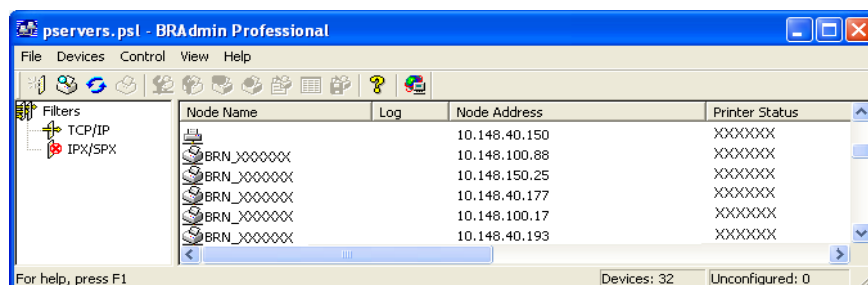 pservers.psl - BRAdmin Professional
File Devices Control View Help
Filters
TCP/IP
IPX/SPX
Node Name Log Node Address Printer Status
10.148.40.150 XXXXXX
BRN_XXXXXX 10.148.100.88 XXXXXX
BRN_XXXXXX 10.148.150.25 XXXXXX
BRN_XXXXXX 10.148.40.177 XXXXXX
BRN_XXXXXX 10.148.100.17 XXXXXX
BRN_XXXXXX 10.148.40.193 XXXXXX
For help, press F1 Devices: 32 Unconfigured: 0